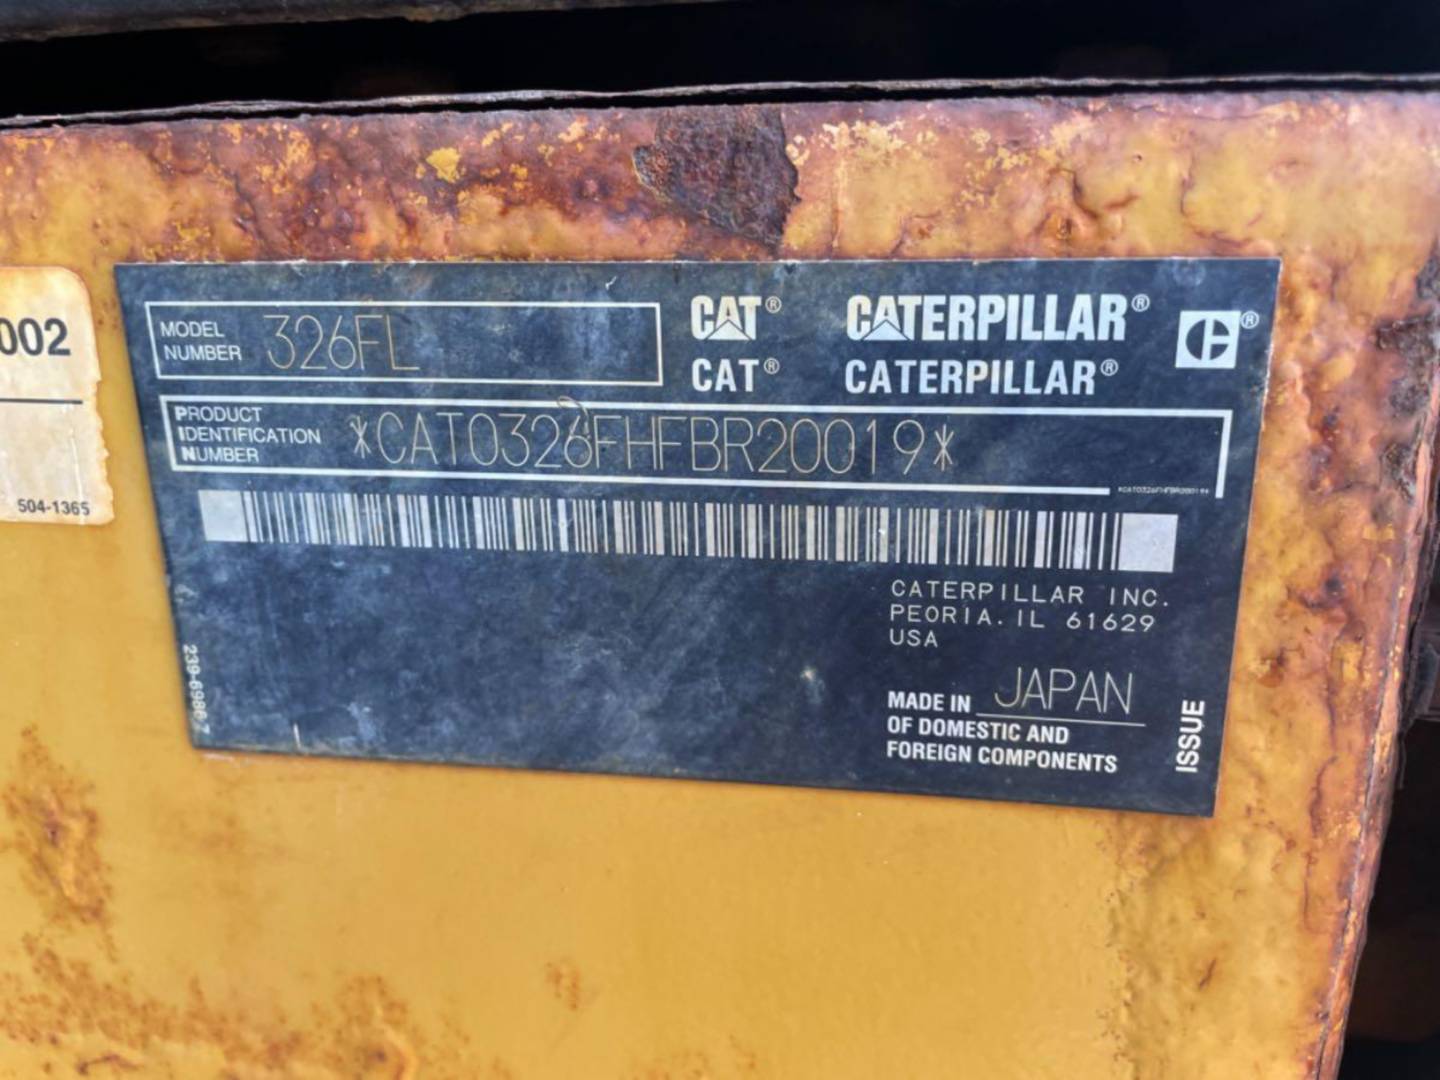 002
504-1365
MODEL NUMBER 326FL
CAT® CATERPILLAR® ®
CAT® CATERPILLAR®
PRODUCT IDENTIFICATION NUMBER *CAT0326FHFBR20019*
*CAT0326FHFBR20019*
CATERPILLAR INC.
PEORIA. IL 61629
USA
MADE IN JAPAN
OF DOMESTIC AND
FOREIGN COMPONENTS
ISSUE